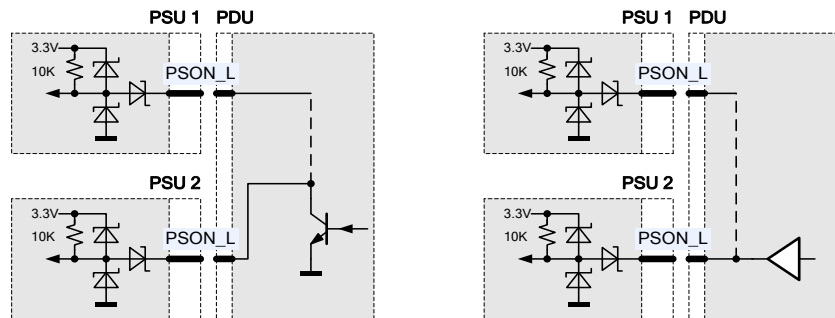 PSU 1 PDU PSU 1 PDU
3.3V 3.3V
10K PSON_L 10K PSON_L
PSU 2 PSU 2
3.3V 3.3V
10K PSON_L 10K PSON_L